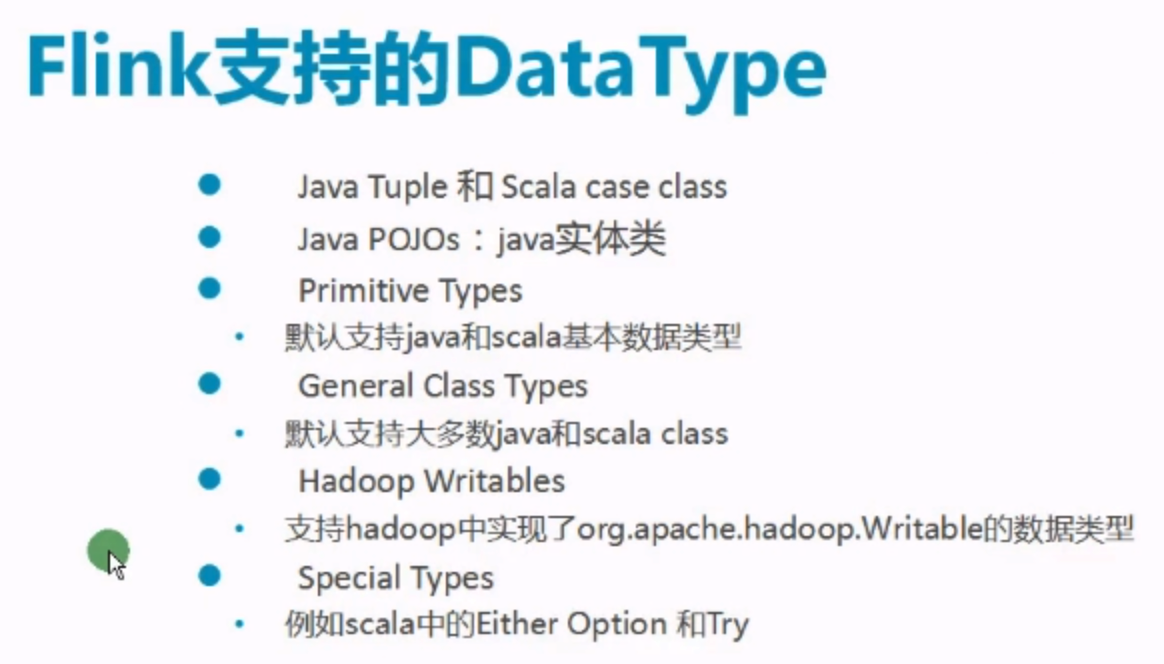 Flink支持的DataType
Java Tuple 和 Scala case class
Java POJOs：java实体类
Primitive Types
默认支持java和scala基本数据类型
General Class Types
默认支持大多数java和scala class
Hadoop Writables
支持hadoop中实现了org.apache.hadoop.Writable的数据类型
Special Types
例如scala中的Either Option 和Try